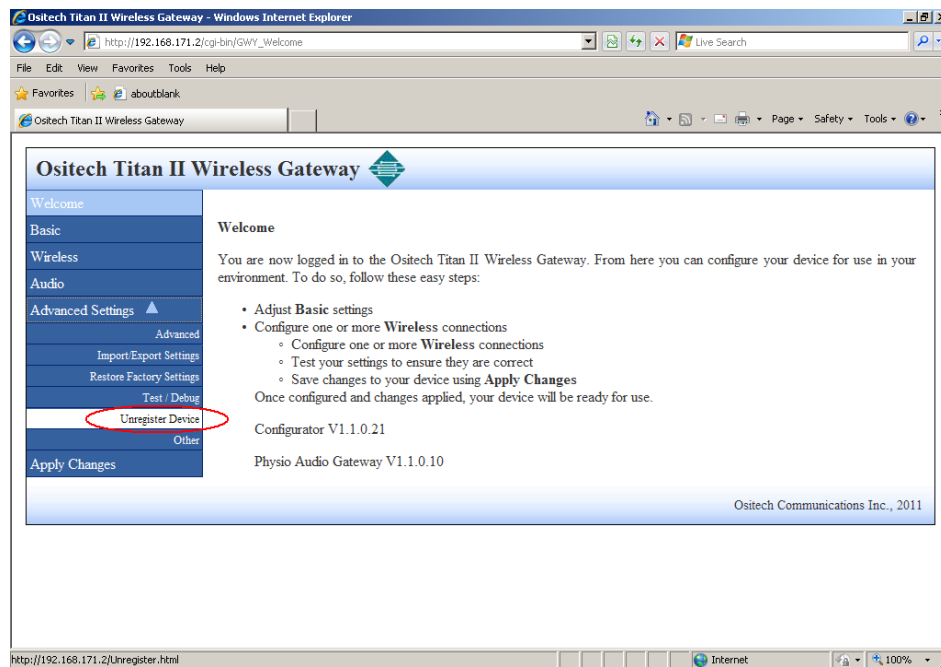 Ositech Titan II Wireless Gateway - Windows Internet Explorer
http://192.168.171.2/cgi-bin/GWY_Welcome
Live Search
File Edit View Favorites Tools Help
Favorites aboutblank
Ositech Titan II Wireless Gateway
Page Safety Tools
Ositech Titan II Wireless Gateway
Welcome
Basic
Wireless
Audio
Advanced Settings
Advanced
Import/Export Settings
Restore Factory Settings
Test / Debug
Unregister Device
Other
Apply Changes
Welcome
You are now logged in to the Ositech Titan II Wireless Gateway. From here you can configure your device for use in your
environment. To do so, follow these easy steps:
• Adjust Basic settings
• Configure one or more Wireless connections
◦ Configure one or more Wireless connections
◦ Test your settings to ensure they are correct
◦ Save changes to your device using Apply Changes
Once configured and changes applied, your device will be ready for use.
Configurator V1.1.0.21
Physio Audio Gateway V1.1.0.10
Ositech Communications Inc., 2011
http://192.168.171.2/Unregister.html
Internet
100%